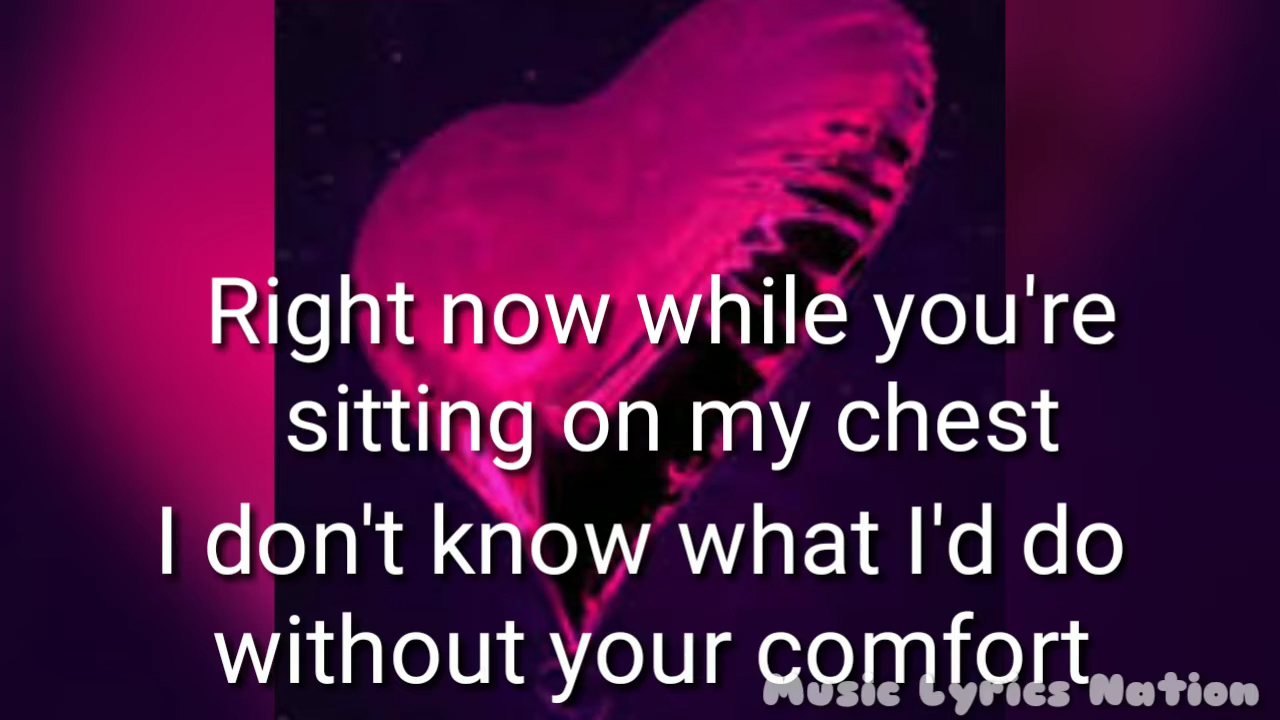 Right now while you're
sitting on my chest
I don't know what I'd do
without your comfort
Music Lyrics Nation